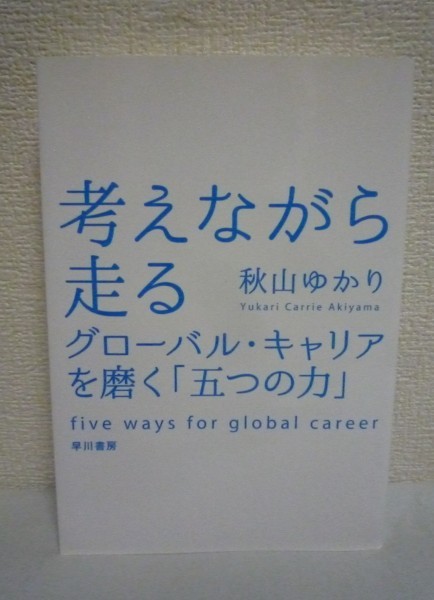 考えながら
走る
秋山ゆかり
Yukari Carrie Akiyama
グローバル・キャリア
を磨く「五つの力」
five ways for global career
早川書房